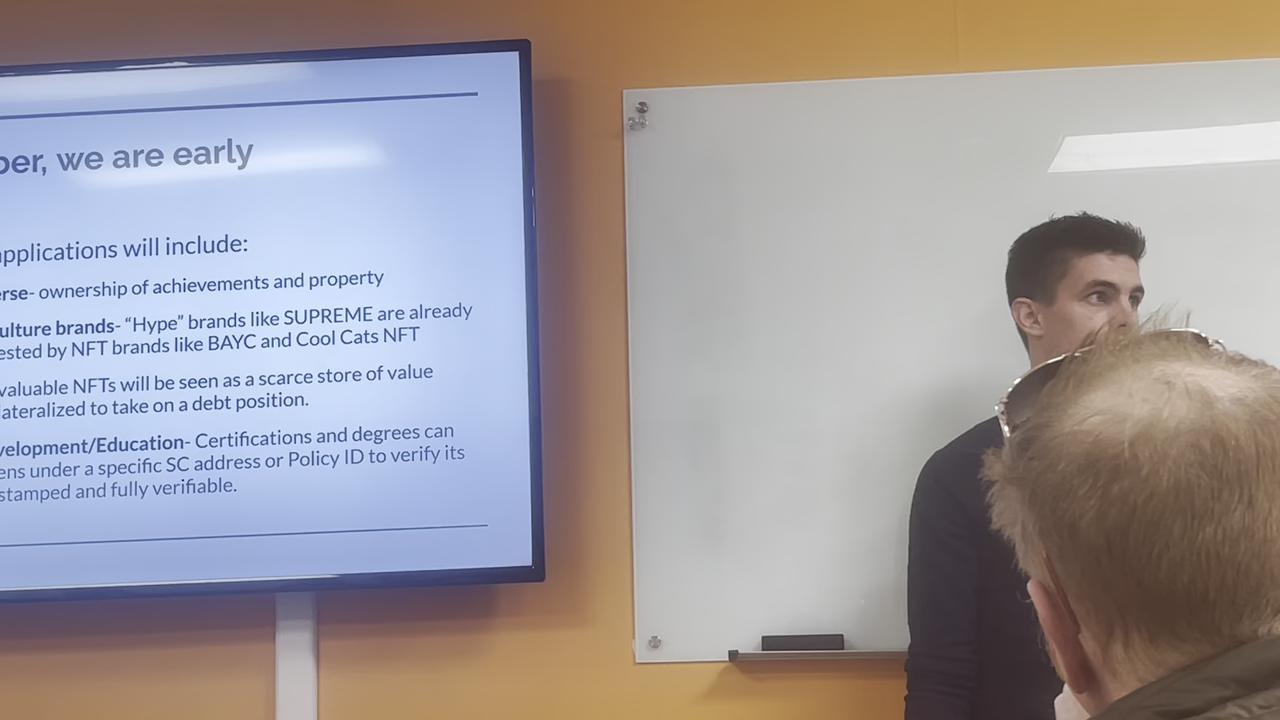 ber, we are early
applications will include:
erse- ownership of achievements and property
ulture brands- “Hype” brands like SUPREME are already
ested by NFT brands like BAYC and Cool Cats NFT
valuable NFTs will be seen as a scarce store of value
lateralized to take on a debt position.
velopment/Education- Certifications and degrees can
ens under a specific SC address or Policy ID to verify its
stamped and fully verifiable.